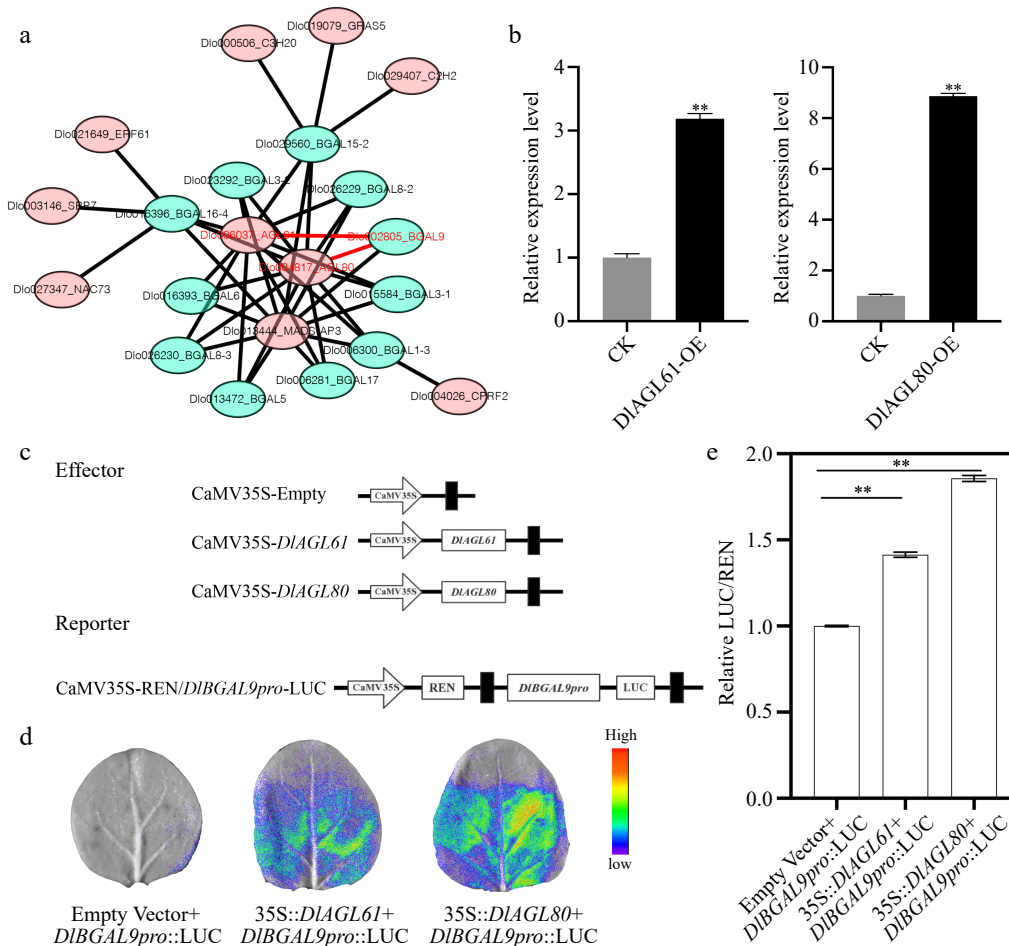 a
Dlo019079_GRAS5
Dlo000506_C3H20
Dlo029407_C2H2
Dlo021649_ERF61
Dlo029560_BGAL15-2
Dlo023292_BGAL3-2
Dlo026229_BGAL8-2
Dlo003146_SBP7
Dlo016396_BGAL16-4
Dlo002805_BGAL9
Dlo004817_AGL80
Dlo027347_NAC73
Dlo016393_BGAL6
Dlo015584_BGAL3-1
Dlo013444_MADS-AP3
Dlo026230_BGAL8-3
Dlo006300_BGAL1-3
Dlo006281_BGAL17
Dlo013472_BGAL5
Dlo004026_CPRF2
b
Relative expression level
4
3
2
1
0
**
CK
DlAGL61-OE
Relative expression level
10
8
6
4
2
0
**
CK
DlAGL80-OE
c
Effector
CaMV35S-Empty
CaMV35S
CaMV35S-DlAGL61
CaMV35S
DlAGL61
CaMV35S-DlAGL80
CaMV35S
DlAGL80
Reporter
CaMV35S-REN/DlBGAL9pro-LUC
CaMV35S
REN
DlBGAL9pro
LUC
d
High
low
Empty Vector+
DlBGAL9pro::LUC
35S::DlAGL61+
DlBGAL9pro::LUC
35S::DlAGL80+
DlBGAL9pro::LUC
e
Relative LUC/REN
2.0
1.5
1.0
0.5
0.0
**
**
Empty Vector+
DlBGAL9pro::LUC
35S::DlAGL61+
DlBGAL9pro::LUC
35S::DlAGL80+
DlBGAL9pro::LUC